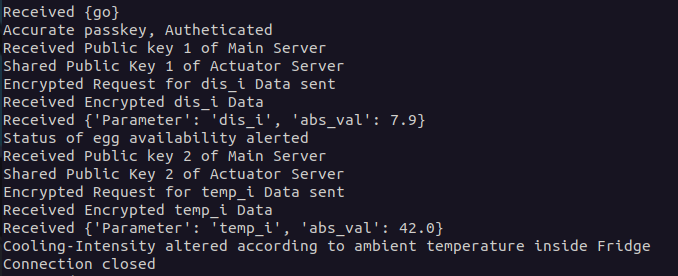 Received {go}
Accurate passkey, Autheticated
Received Public key 1 of Main Server
Shared Public Key 1 of Actuator Server
Encrypted Request for dis_i Data sent
Received Encrypted dis_i Data
Received {'Parameter': 'dis_i', 'abs_val': 7.9}
Status of egg availability alerted
Received Public key 2 of Main Server
Shared Public Key 2 of Actuator Server
Encrypted Request for temp_i Data sent
Received Encrypted temp_i Data
Received {'Parameter': 'temp_i', 'abs_val': 42.0}
Cooling-Intensity altered according to ambient temperature inside Fridge
Connection closed